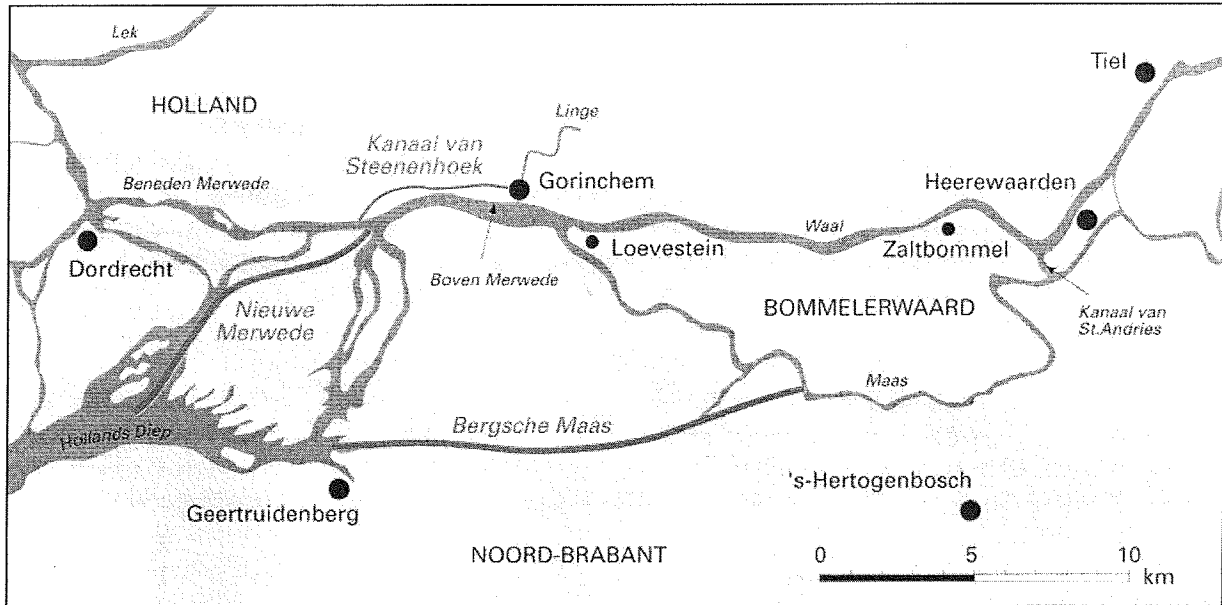 Lek
Tiel
HOLLAND
Linge
Kanaal van
Steenenhoek
Beneden Merwede
Gorinchem
Heerewaarden
Waal
Dordrecht
Loevestein
Zaltbommel
Boven Merwede
Nieuwe
Merwede
BOMMELERWAARD
Kanaal van
St.Andries
Maas
Bergsche Maas
Hollands Diep
's-Hertogenbosch
Geertruidenberg
NOORD-BRABANT
0 5 10
km